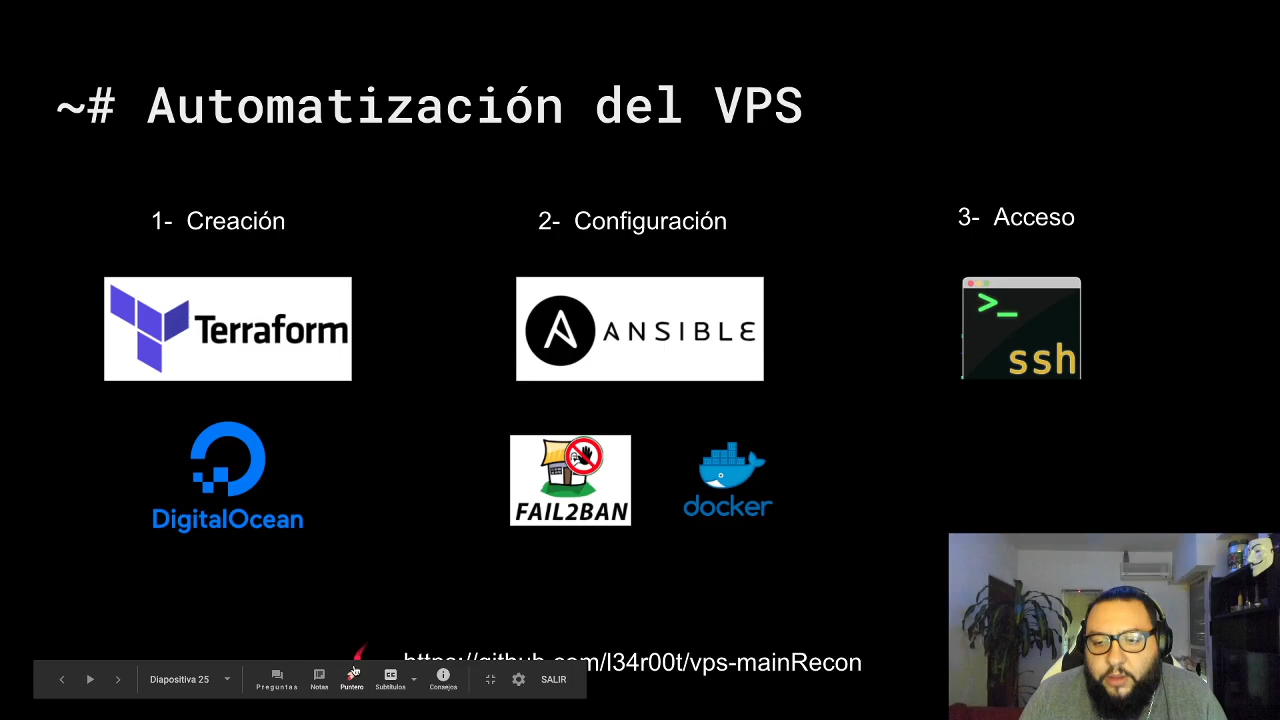 ~# Automatización del VPS
1- Creación
2- Configuración
3- Acceso
Terraform
ANSIBLE
>_
ssh
DigitalOcean
FAIL2BAN
docker
https://github.com/l34r00t/vps-mainRecon
Diapositiva 25
Preguntas
Notas
Puntero
CC
Subtítulos
Consejos
SALIR